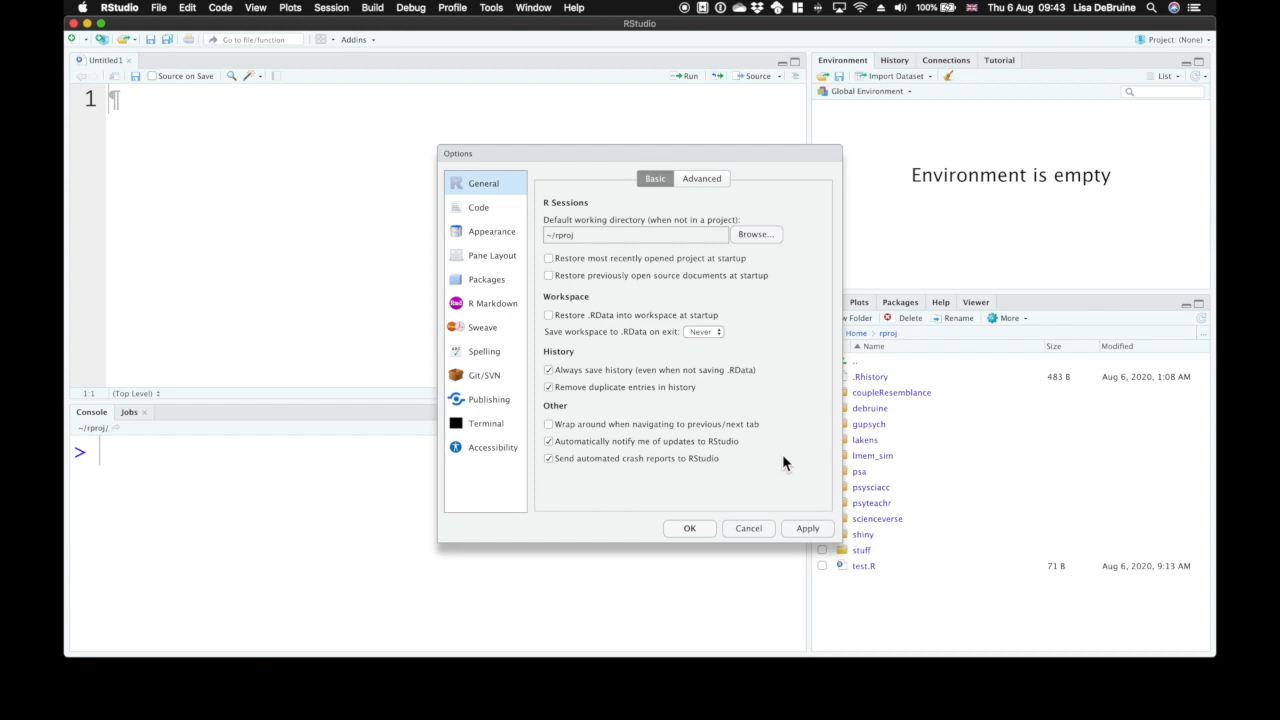 RStudio File Edit Code View Plots Session Build Debug Profile Tools Window Help 100% Thu 6 Aug 09:43 Lisa DeBruine
RStudio
Go to file/function Addins Project: (None)
Untitled1
Source on Save Run Source
1
1:1 (Top Level)
Console Jobs
~/rproj/
>
Options
General
Code
Appearance
Pane Layout
Packages
R Markdown
Sweave
Spelling
Git/SVN
Publishing
Terminal
Accessibility
Basic Advanced
R Sessions
Default working directory (when not in a project):
~/rproj Browse...
Restore most recently opened project at startup
Restore previously open source documents at startup
Workspace
Restore .RData into workspace at startup
Save workspace to .RData on exit: Never
History
Always save history (even when not saving .RData)
Remove duplicate entries in history
Other
Wrap around when navigating to previous/next tab
Automatically notify me of updates to RStudio
Send automated crash reports to RStudio
OK Cancel Apply
Environment History Connections Tutorial
Import Dataset List
Global Environment
Environment is empty
Plots Packages Help Viewer
w Folder Delete Rename More
Home rproj ...
Name Size Modified
..
.Rhistory 483 B Aug 6, 2020, 1:08 AM
coupleResemblance
debruine
gupsych
lakens
lmem_sim
psa
psysciacc
psyteachr
scienceverse
shiny
stuff
test.R 71 B Aug 6, 2020, 9:13 AM